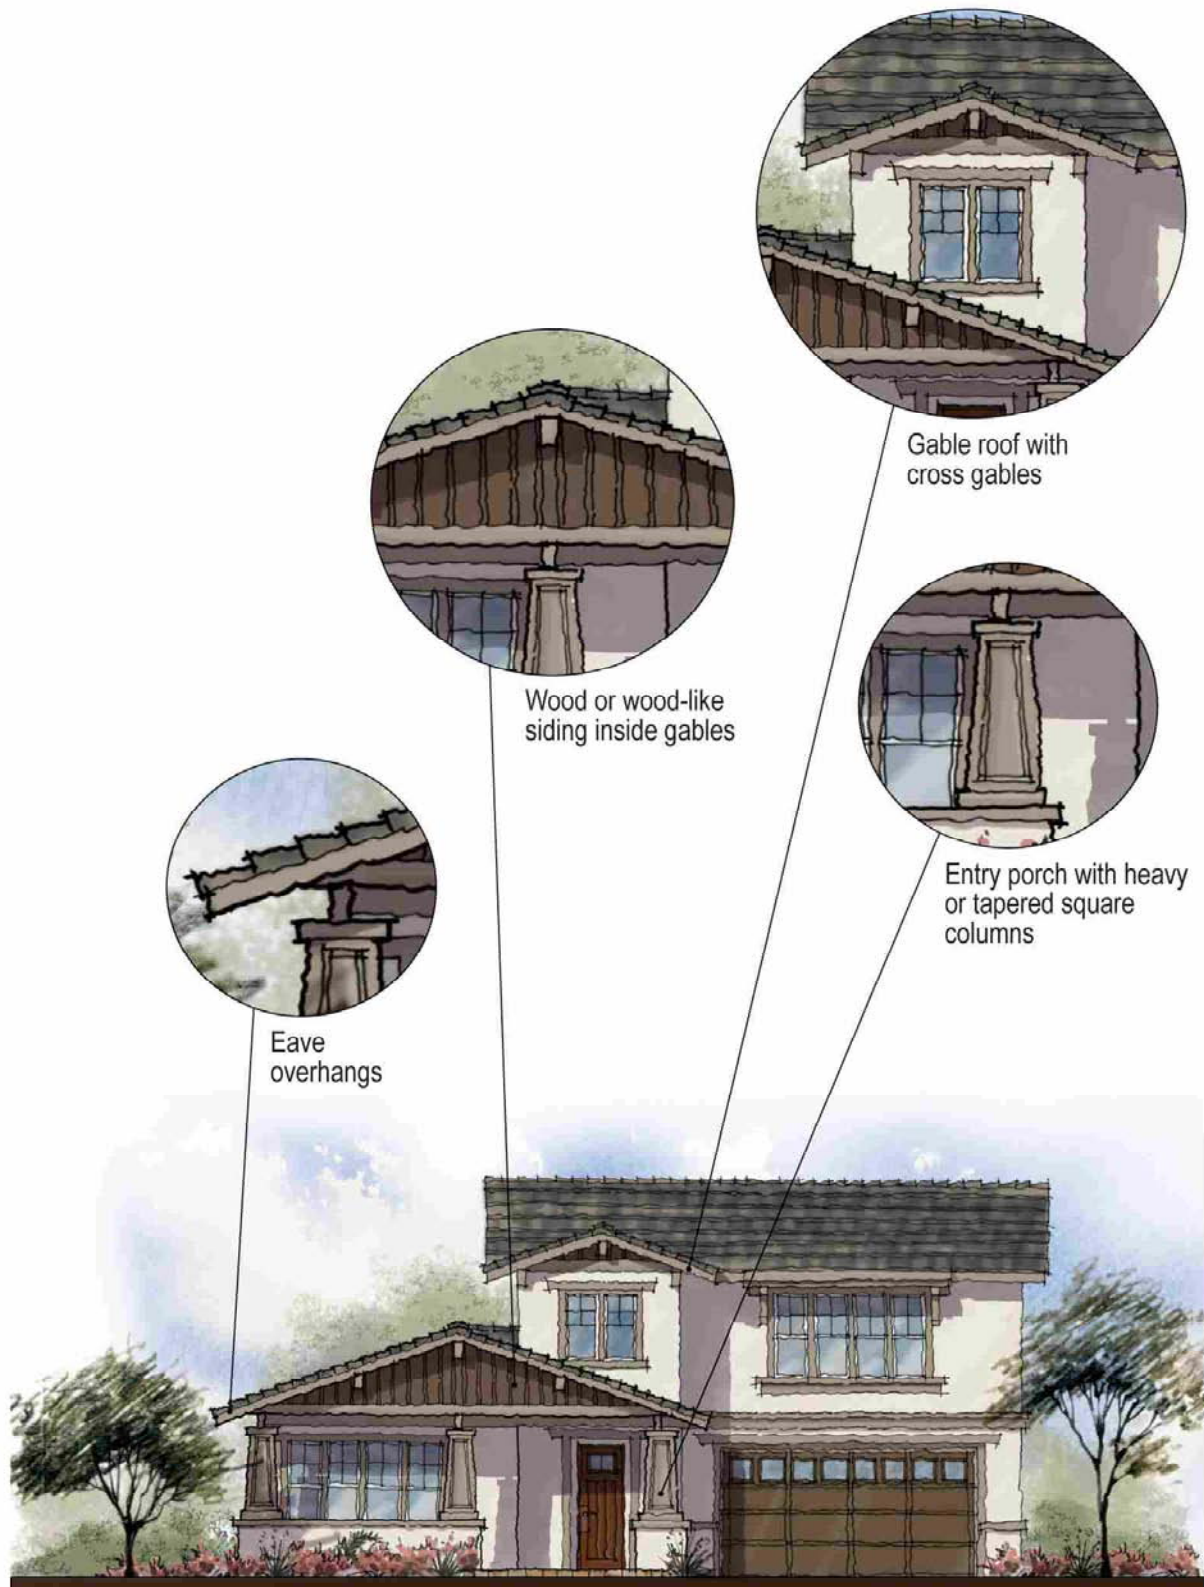 Gable roof with
cross gables
Wood or wood-like
siding inside gables
Entry porch with heavy
or tapered square
columns
Eave
overhangs